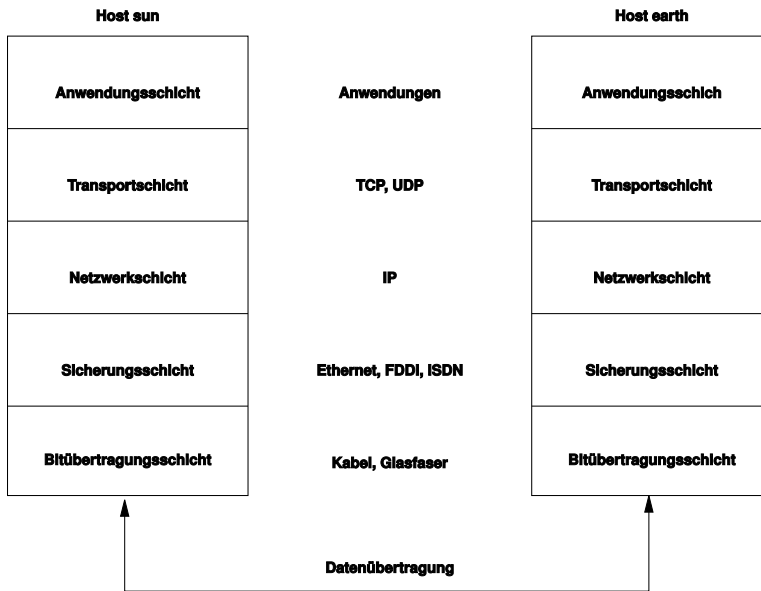 Host sun Host earth
Anwendungsschicht Anwendungen Anwendungsschich
Transportschicht TCP, UDP Transportschicht
Netzwerkschicht IP Netzwerkschicht
Sicherungsschicht Ethernet, FDDI, ISDN Sicherungsschicht
Bitübertragungsschicht Kabel, Glasfaser Bitübertragungsschicht
Datenübertragung